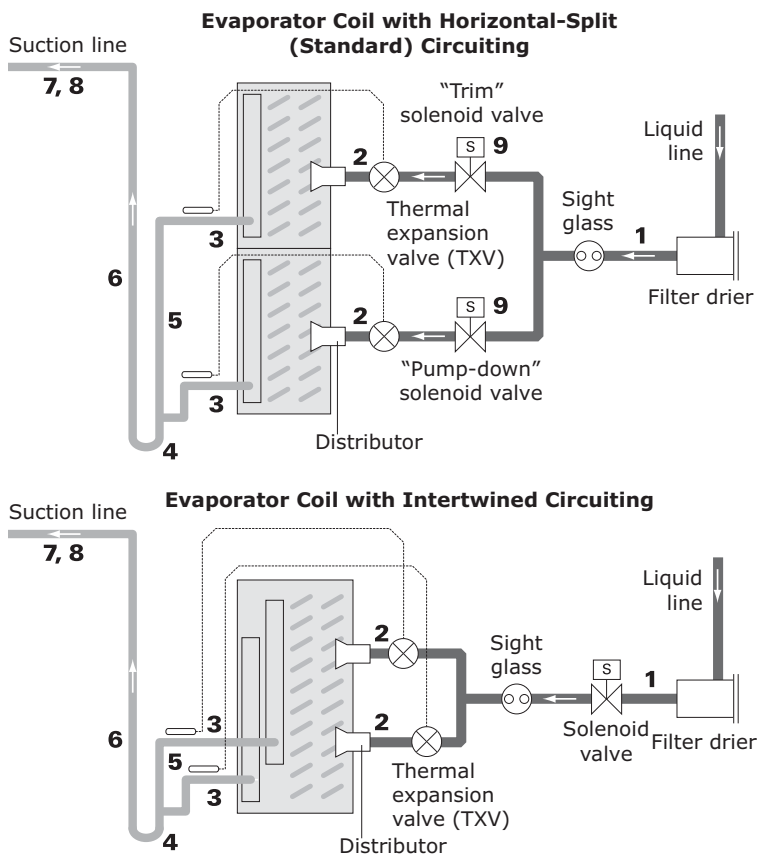 Evaporator Coil with Horizontal-Split
(Standard) Circuiting
Suction line
7, 8
“Trim”
solenoid valve
S
9
2
Liquid
line
Thermal
expansion
valve (TXV)
Sight
glass
1
Filter drier
3
6
5
S
9
2
“Pump-down”
solenoid valve
3
4
Distributor
Evaporator Coil with Intertwined Circuiting
Suction line
7, 8
Liquid
line
2
Sight
glass
S
1
Solenoid
valve
Filter drier
3
6
5
2
3
Thermal
expansion
valve (TXV)
4
Distributor